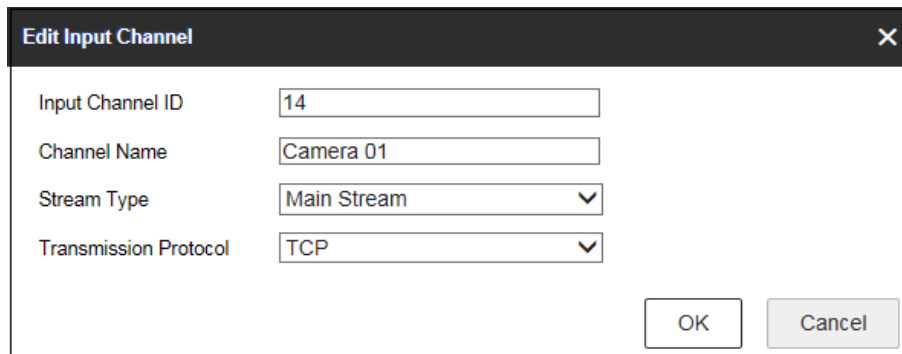 Edit Input Channel
Input Channel ID 14
Channel Name Camera 01
Stream Type Main Stream
Transmission Protocol TCP
OK Cancel